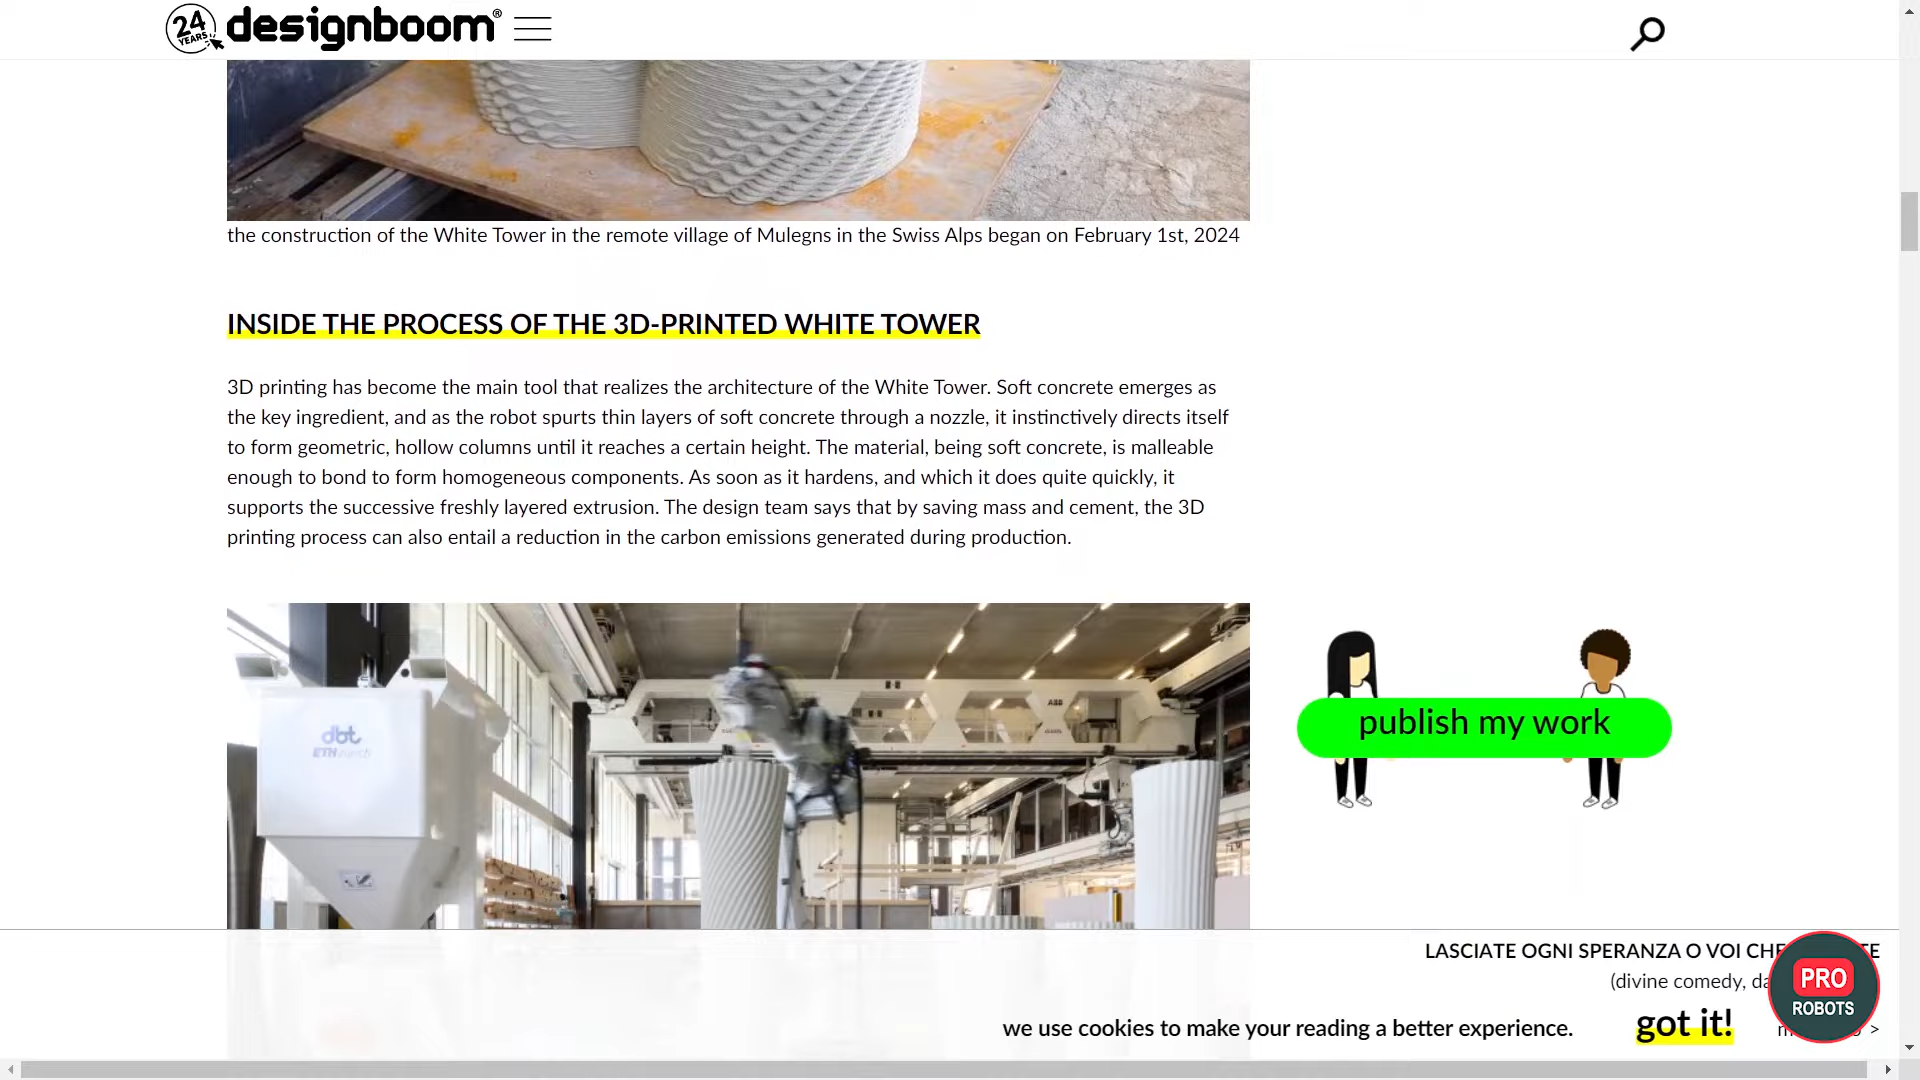 24 YEARS designboom®
the construction of the White Tower in the remote village of Mulegns in the Swiss Alps began on February 1st, 2024
INSIDE THE PROCESS OF THE 3D-PRINTED WHITE TOWER
3D printing has become the main tool that realizes the architecture of the White Tower. Soft concrete emerges as
the key ingredient, and as the robot spurts thin layers of soft concrete through a nozzle, it instinctively directs itself
to form geometric, hollow columns until it reaches a certain height. The material, being soft concrete, is malleable
enough to bond to form homogeneous components. As soon as it hardens, and which it does quite quickly, it
supports the successive freshly layered extrusion. The design team says that by saving mass and cement, the 3D
printing process can also entail a reduction in the carbon emissions generated during production.
ABB
dbt
ETH
publish my work
LASCIATE OGNI SPERANZA O VOI
(divine comedy,
PRO
ROBOTS
we use cookies to make your reading a better experience.
got it!
>